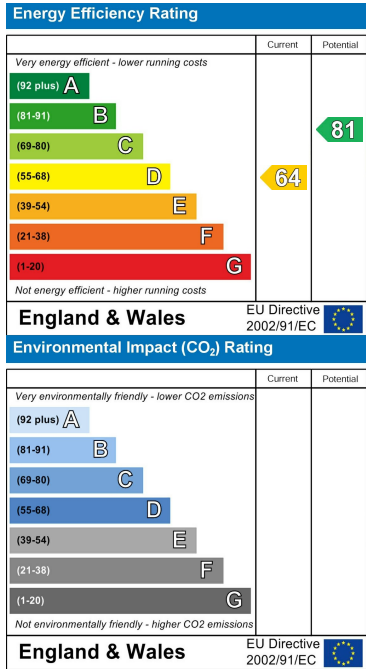 Energy Efficiency Rating
Current Potential
Very energy efficient - lower running costs
(92 plus) A
(81-91) B
81
(69-80) C
(55-68) D
64
(39-54) E
(21-38) F
(1-20) G
Not energy efficient - higher running costs
England & Wales
EU Directive
2002/91/EC
Environmental Impact (CO₂) Rating
Current Potential
Very environmentally friendly - lower CO2 emissions
(92 plus) A
(81-91) B
(69-80) C
(55-68) D
(39-54) E
(21-38) F
(1-20) G
Not environmentally friendly - higher CO2 emissions
England & Wales
EU Directive
2002/91/EC